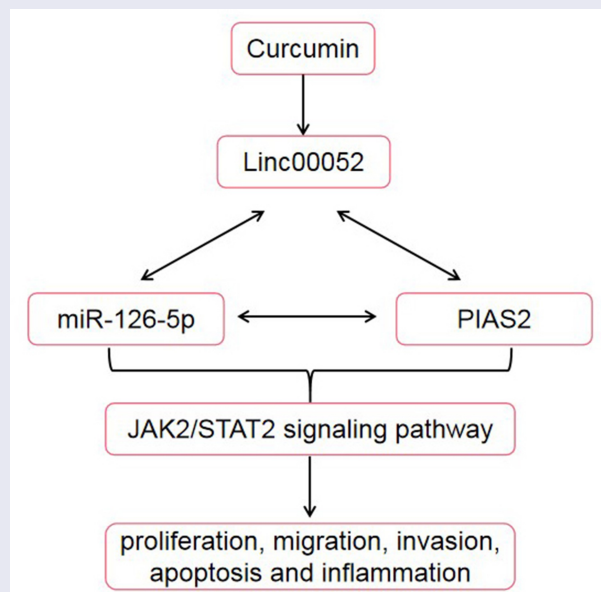 Curcumin
Linc00052
miR-126-5p
PIAS2
JAK2/STAT2 signaling pathway
proliferation, migration, invasion,
apoptosis and inflammation